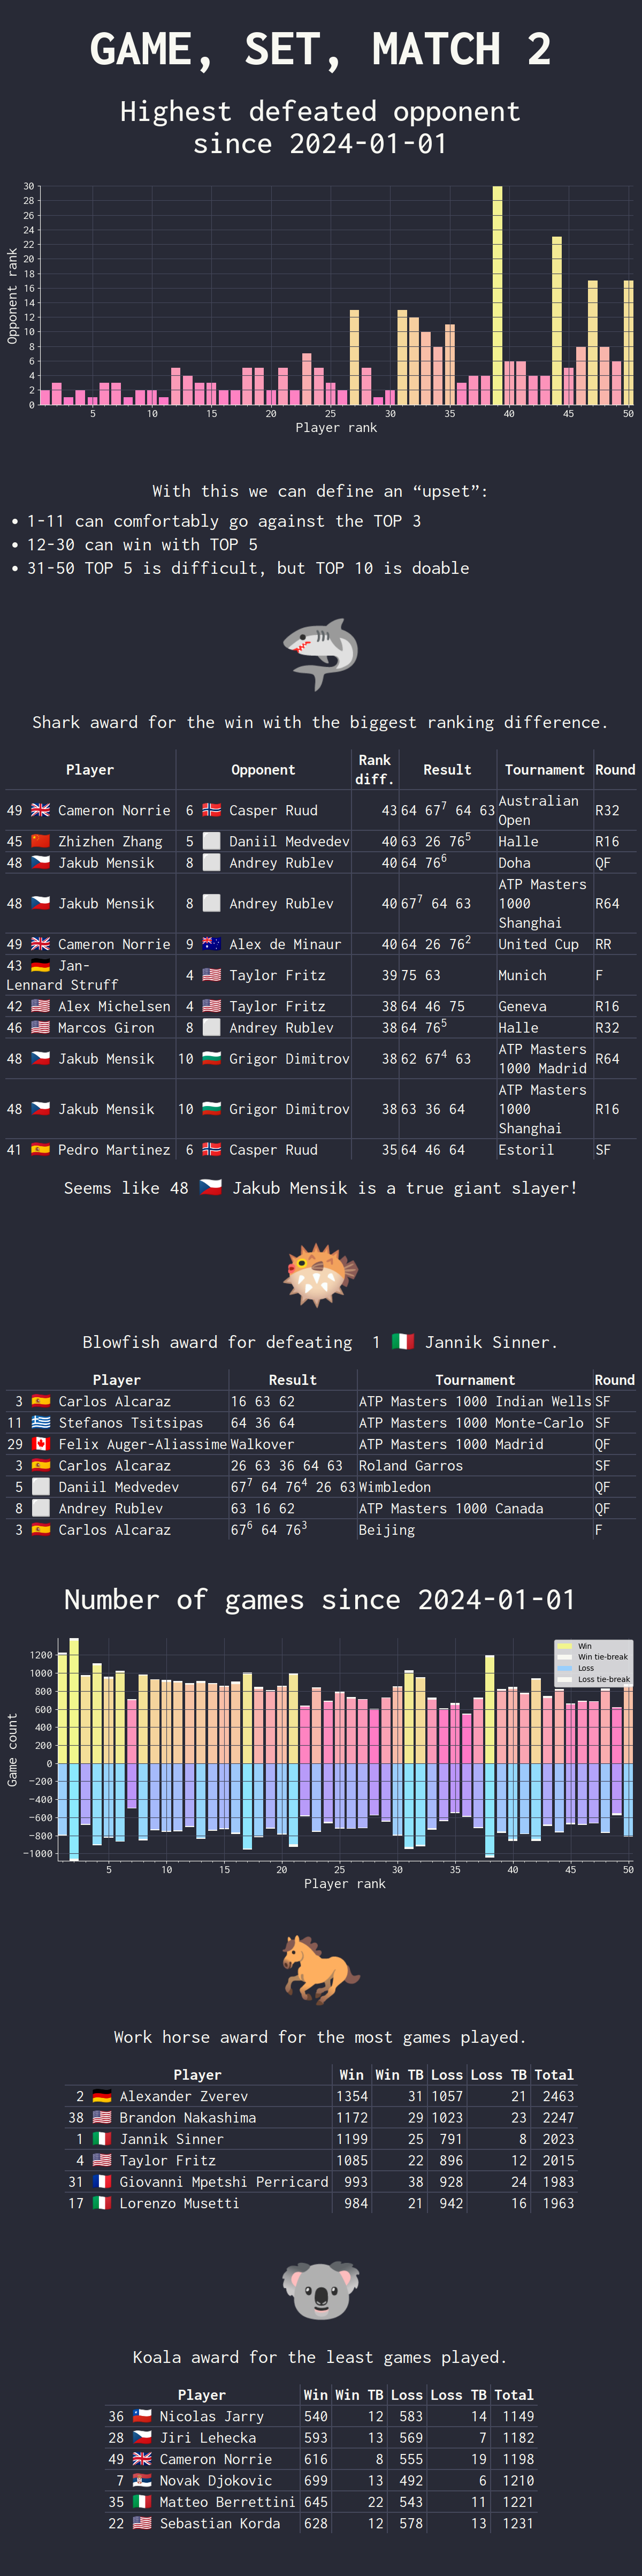 GAME, SET, MATCH 2
Highest defeated opponent
since 2024-01-01
30
28
26
24
22
20
18
16
14
12
10
8
6
4
2
0
Opponent rank
5 10 15 20 25 30 35 40 45 50
Player rank
With this we can define an “upset”:
• 1-11 can comfortably go against the TOP 3
• 12-30 can win with TOP 5
• 31-50 TOP 5 is difficult, but TOP 10 is doable
Shark award for the win with the biggest ranking difference.
Player Opponent Rank diff. Result Tournament Round
49 🇬🇧 Cameron Norrie 6 🇳🇴 Casper Ruud 43 64 67⁷ 64 63 Australian Open R32
45 🇨🇳 Zhizhen Zhang 5 ⬜ Daniil Medvedev 40 63 26 76⁵ Halle R16
48 🇨🇿 Jakub Mensik 8 ⬜ Andrey Rublev 40 64 76⁶ Doha QF
48 🇨🇿 Jakub Mensik 8 ⬜ Andrey Rublev 40 67⁷ 64 63 ATP Masters 1000 Shanghai R64
49 🇬🇧 Cameron Norrie 9 🇦🇺 Alex de Minaur 40 64 26 76² United Cup RR
43 🇩🇪 Jan-Lennard Struff 4 🇺🇸 Taylor Fritz 39 75 63 Munich F
42 🇺🇸 Alex Michelsen 4 🇺🇸 Taylor Fritz 38 64 46 75 Geneva R16
46 🇺🇸 Marcos Giron 8 ⬜ Andrey Rublev 38 64 76⁵ Halle R32
48 🇨🇿 Jakub Mensik 10 🇧🇬 Grigor Dimitrov 38 62 67⁴ 63 ATP Masters 1000 Madrid R64
48 🇨🇿 Jakub Mensik 10 🇧🇬 Grigor Dimitrov 38 63 36 64 ATP Masters 1000 Shanghai R16
41 🇪🇸 Pedro Martinez 6 🇳🇴 Casper Ruud 35 64 46 64 Estoril SF
Seems like 48 🇨🇿 Jakub Mensik is a true giant slayer!
Blowfish award for defeating 1 🇮🇹 Jannik Sinner.
Player Result Tournament Round
3 🇪🇸 Carlos Alcaraz 16 63 62 ATP Masters 1000 Indian Wells SF
11 🇬🇷 Stefanos Tsitsipas 64 36 64 ATP Masters 1000 Monte-Carlo SF
29 🇨🇦 Felix Auger-Aliassime Walkover ATP Masters 1000 Madrid QF
3 🇪🇸 Carlos Alcaraz 26 63 36 64 63 Roland Garros SF
5 ⬜ Daniil Medvedev 67⁷ 64 76⁴ 26 63 Wimbledon QF
8 ⬜ Andrey Rublev 63 16 62 ATP Masters 1000 Canada QF
3 🇪🇸 Carlos Alcaraz 67⁶ 64 76³ Beijing F
Number of games since 2024-01-01
Win
Win tie-break
Loss
Loss tie-break
1200
1000
800
600
400
200
0
−200
−400
−600
−800
−1000
Game count
5 10 15 20 25 30 35 40 45 50
Player rank
Work horse award for the most games played.
Player Win Win TB Loss Loss TB Total
2 🇩🇪 Alexander Zverev 1354 31 1057 21 2463
38 🇺🇸 Brandon Nakashima 1172 29 1023 23 2247
1 🇮🇹 Jannik Sinner 1199 25 791 8 2023
4 🇺🇸 Taylor Fritz 1085 22 896 12 2015
31 🇫🇷 Giovanni Mpetshi Perricard 993 38 928 24 1983
17 🇮🇹 Lorenzo Musetti 984 21 942 16 1963
Koala award for the least games played.
Player Win Win TB Loss Loss TB Total
36 🇨🇱 Nicolas Jarry 540 12 583 14 1149
28 🇨🇿 Jiri Lehecka 593 13 569 7 1182
49 🇬🇧 Cameron Norrie 616 8 555 19 1198
7 🇷🇸 Novak Djokovic 699 13 492 6 1210
35 🇮🇹 Matteo Berrettini 645 22 543 11 1221
22 🇺🇸 Sebastian Korda 628 12 578 13 1231